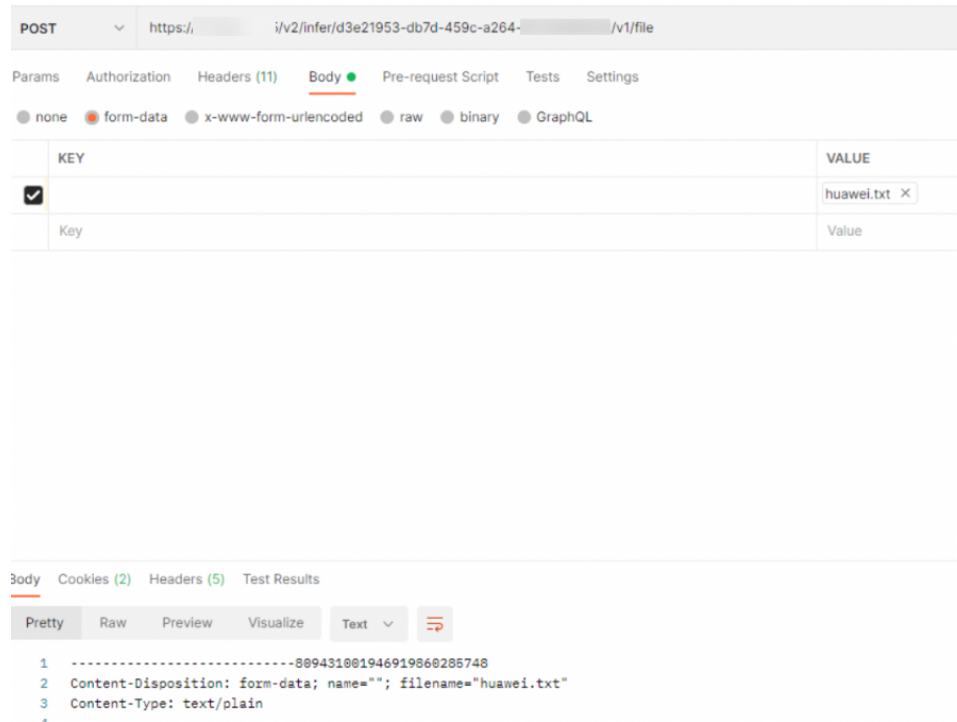 POST https:// /v2/infer/d3e21953-db7d-459c-a264- /v1/file
Params Authorization Headers (11) Body Pre-request Script Tests Settings
none form-data x-www-form-urlencoded raw binary GraphQL
KEY VALUE
huawei.txt ×
Key Value
Body Cookies (2) Headers (5) Test Results
Pretty Raw Preview Visualize Text
1 ----------------------------809431001946919860285748
2 Content-Disposition: form-data; name=""; filename="huawei.txt"
3 Content-Type: text/plain